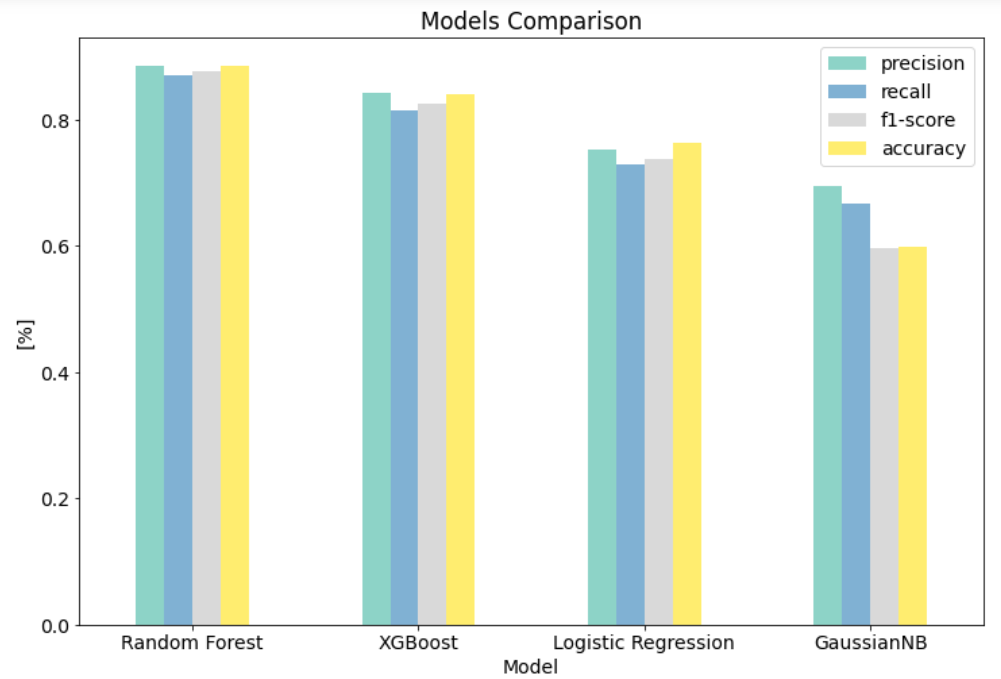 Models Comparison
precision
recall
f1-score
accuracy
0.8
0.6
[%]
0.4
0.2
0.0
Random Forest XGBoost Logistic Regression GaussianNB
Model